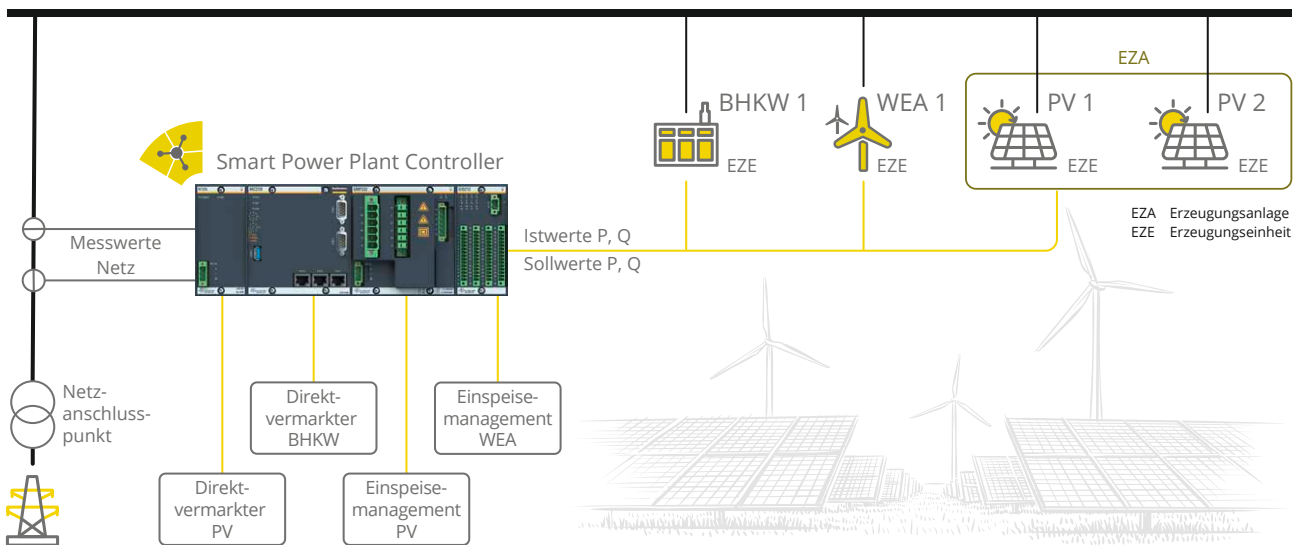 EZA
BHKW 1
WEA 1
PV 1
PV 2
EZE
EZE
EZE
EZE
Smart Power Plant Controller
EZA Erzeugungsanlage
EZE Erzeugungseinheit
Messwerte
Netz
Istwerte P, Q
Sollwerte P, Q
Netz-
anschluss-
punkt
Direkt-
vermarkter
BHKW
Einspeise-
management
WEA
Direkt-
vermarkter
PV
Einspeise-
management
PV